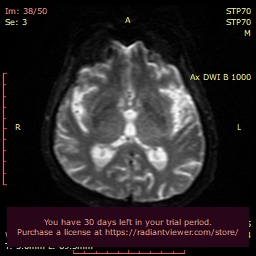 Im: 38/50
Se: 3
A
STP70
STP70
M
Ax DWI B 1000
R
L
You have 30 days left in your trial period.
Purchase a license at https://radiantviewer.com/store/